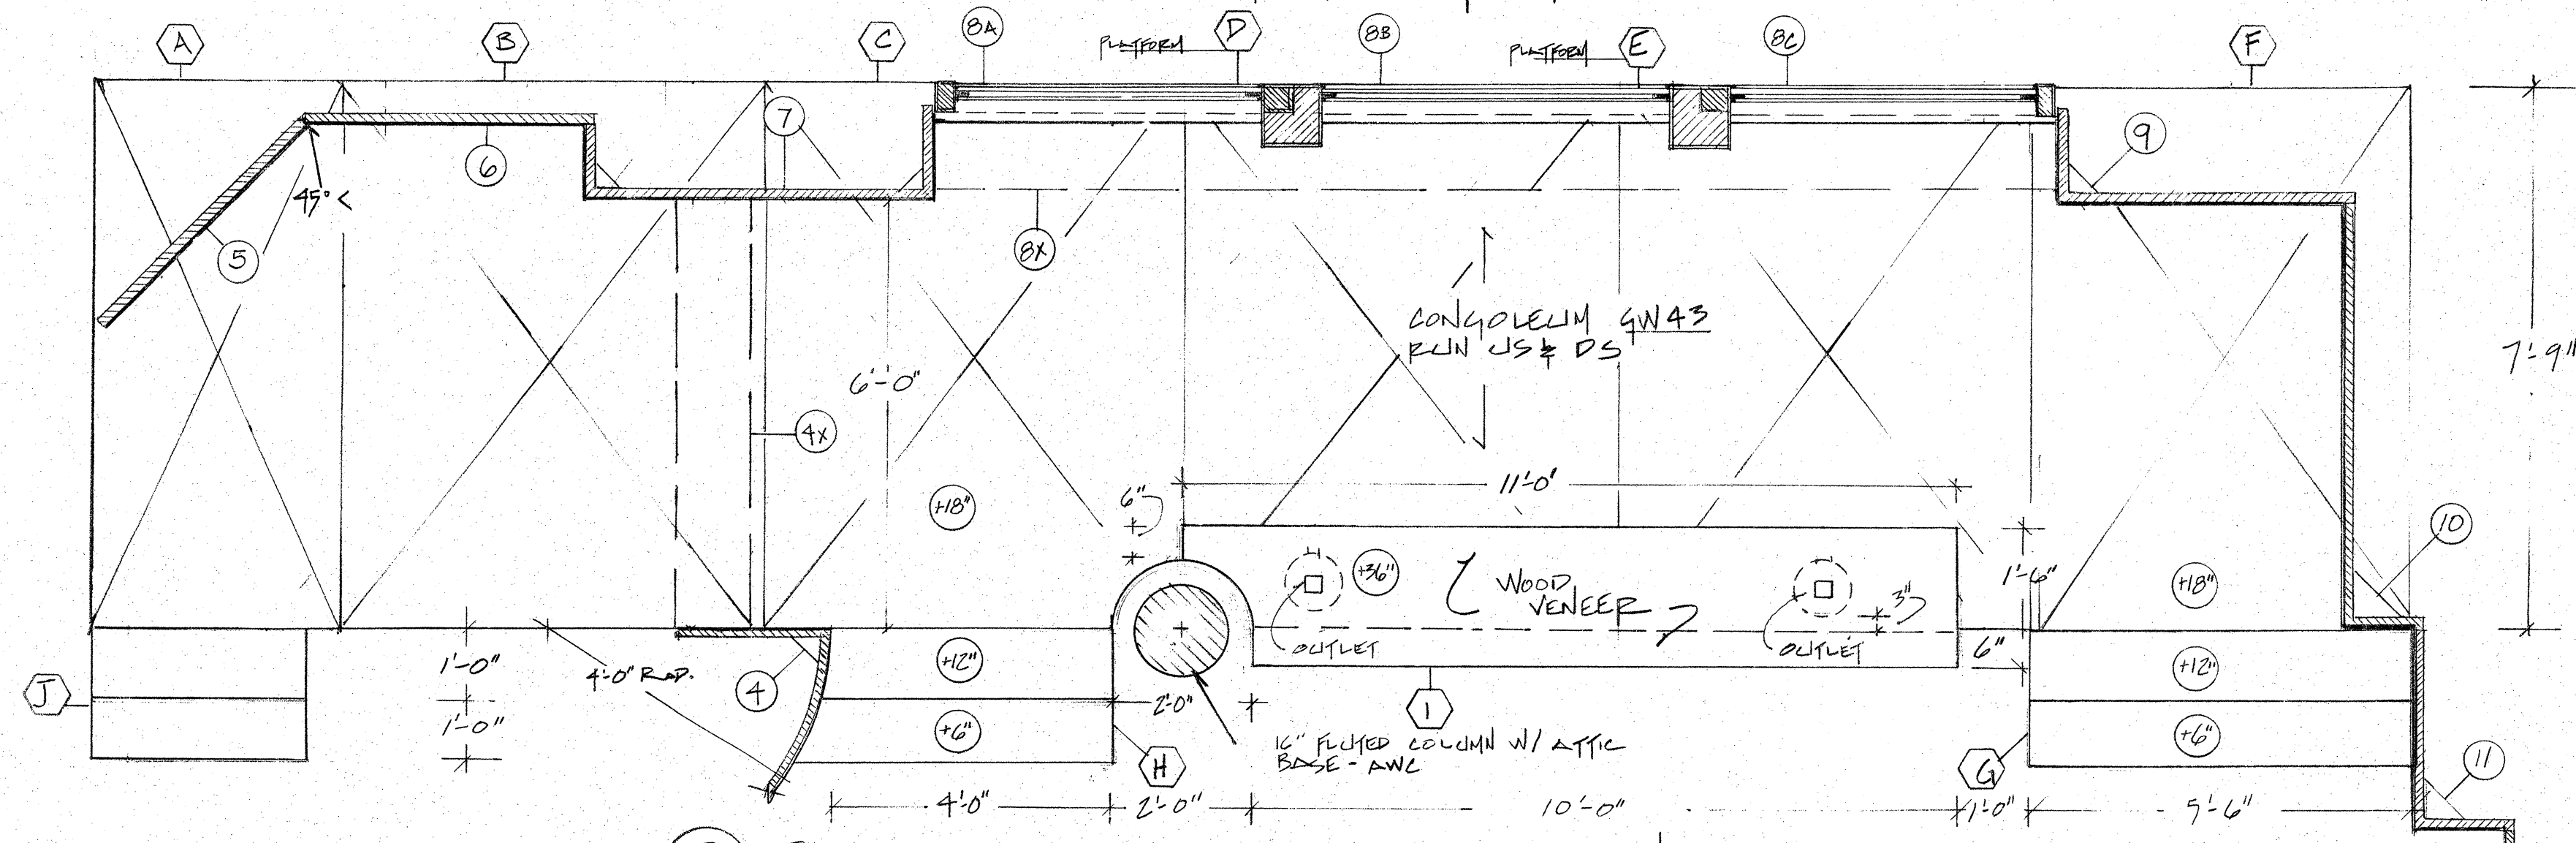 A
B
C
8A
PLATFORM
D
8B
PLATFORM
E
8C
F
7
9
6
45° <
5
8X
CONGOLEUM GW43
RUN US & DS
7'-9"
6'-0"
4X
11'-0"
6"
+18"
10
+36"
WOOD
VENEER
1'-6"
3"
+18"
OUTLET
OUTLET
6"
1'-0"
4'-0" RAD.
4
+12"
+12"
J
1'-0"
2'-0"
1
+6"
+6"
16" FLUTED COLUMN W/ ATTIC
BASE - AWC
H
G
11
4'-0"
2'-0"
10'-0"
1'-0"
5'-6"